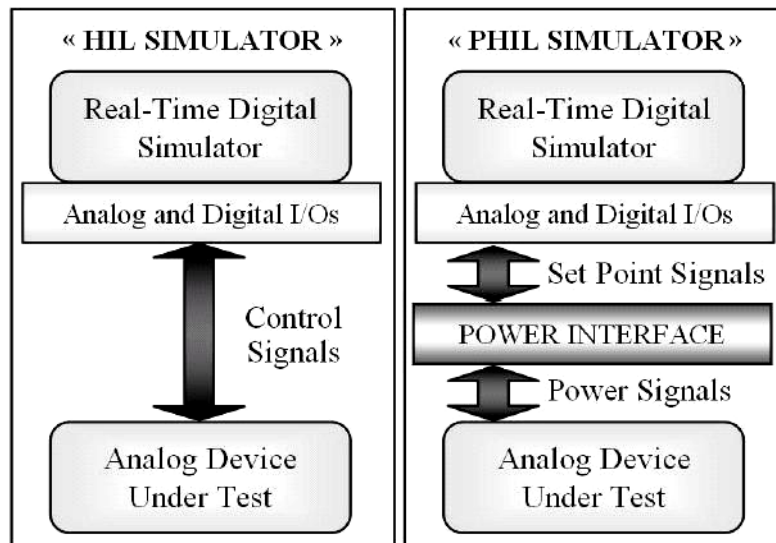 « HIL SIMULATOR »
Real-Time Digital
Simulator
Analog and Digital I/Os
Control
Signals
Analog Device
Under Test
« PHIL SIMULATOR »
Real-Time Digital
Simulator
Analog and Digital I/Os
Set Point Signals
POWER INTERFACE
Power Signals
Analog Device
Under Test